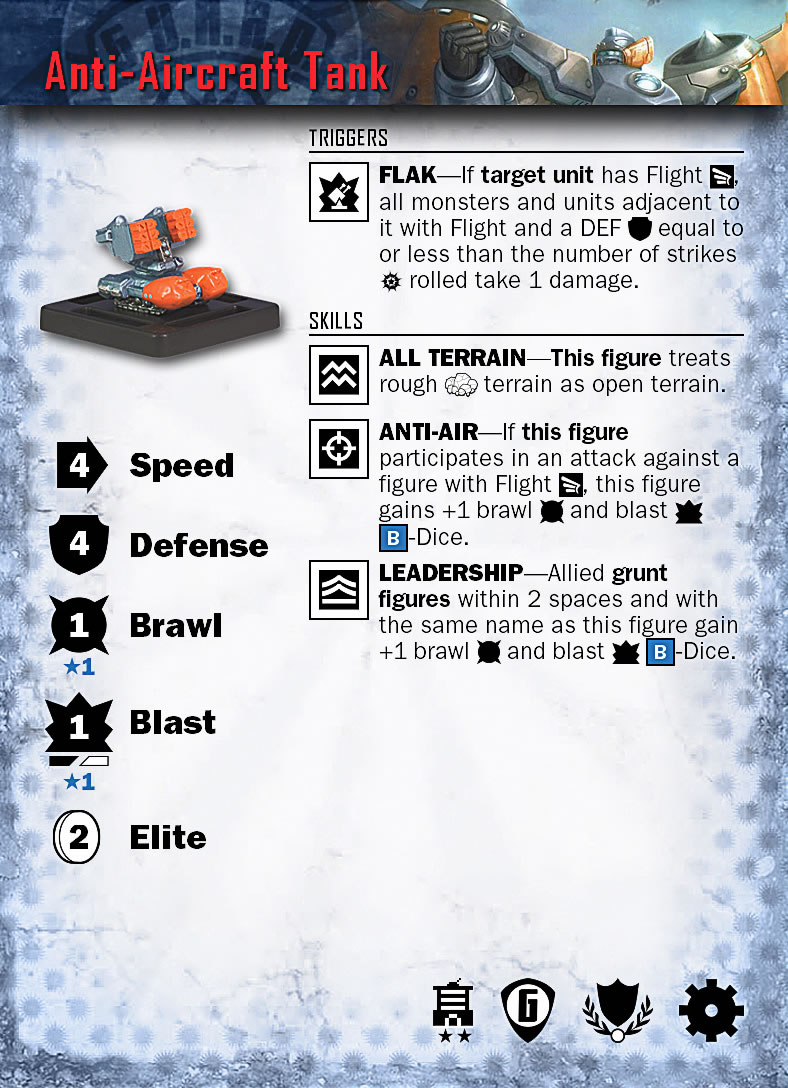 G.U.A.R.D.
Anti-Aircraft Tank
TRIGGERS
FLAK—If target unit has Flight ,
all monsters and units adjacent to
it with Flight and a DEF equal to
or less than the number of strikes
rolled take 1 damage.
SKILLS
ALL TERRAIN—This figure treats
rough terrain as open terrain.
ANTI-AIR—If this figure
participates in an attack against a
figure with Flight , this figure
gains +1 brawl and blast
B-Dice.
LEADERSHIP—Allied grunt
figures within 2 spaces and with
the same name as this figure gain
+1 brawl and blast B-Dice.
4 Speed
4 Defense
1 Brawl
★1
1 Blast
★1
2 Elite
★★
G